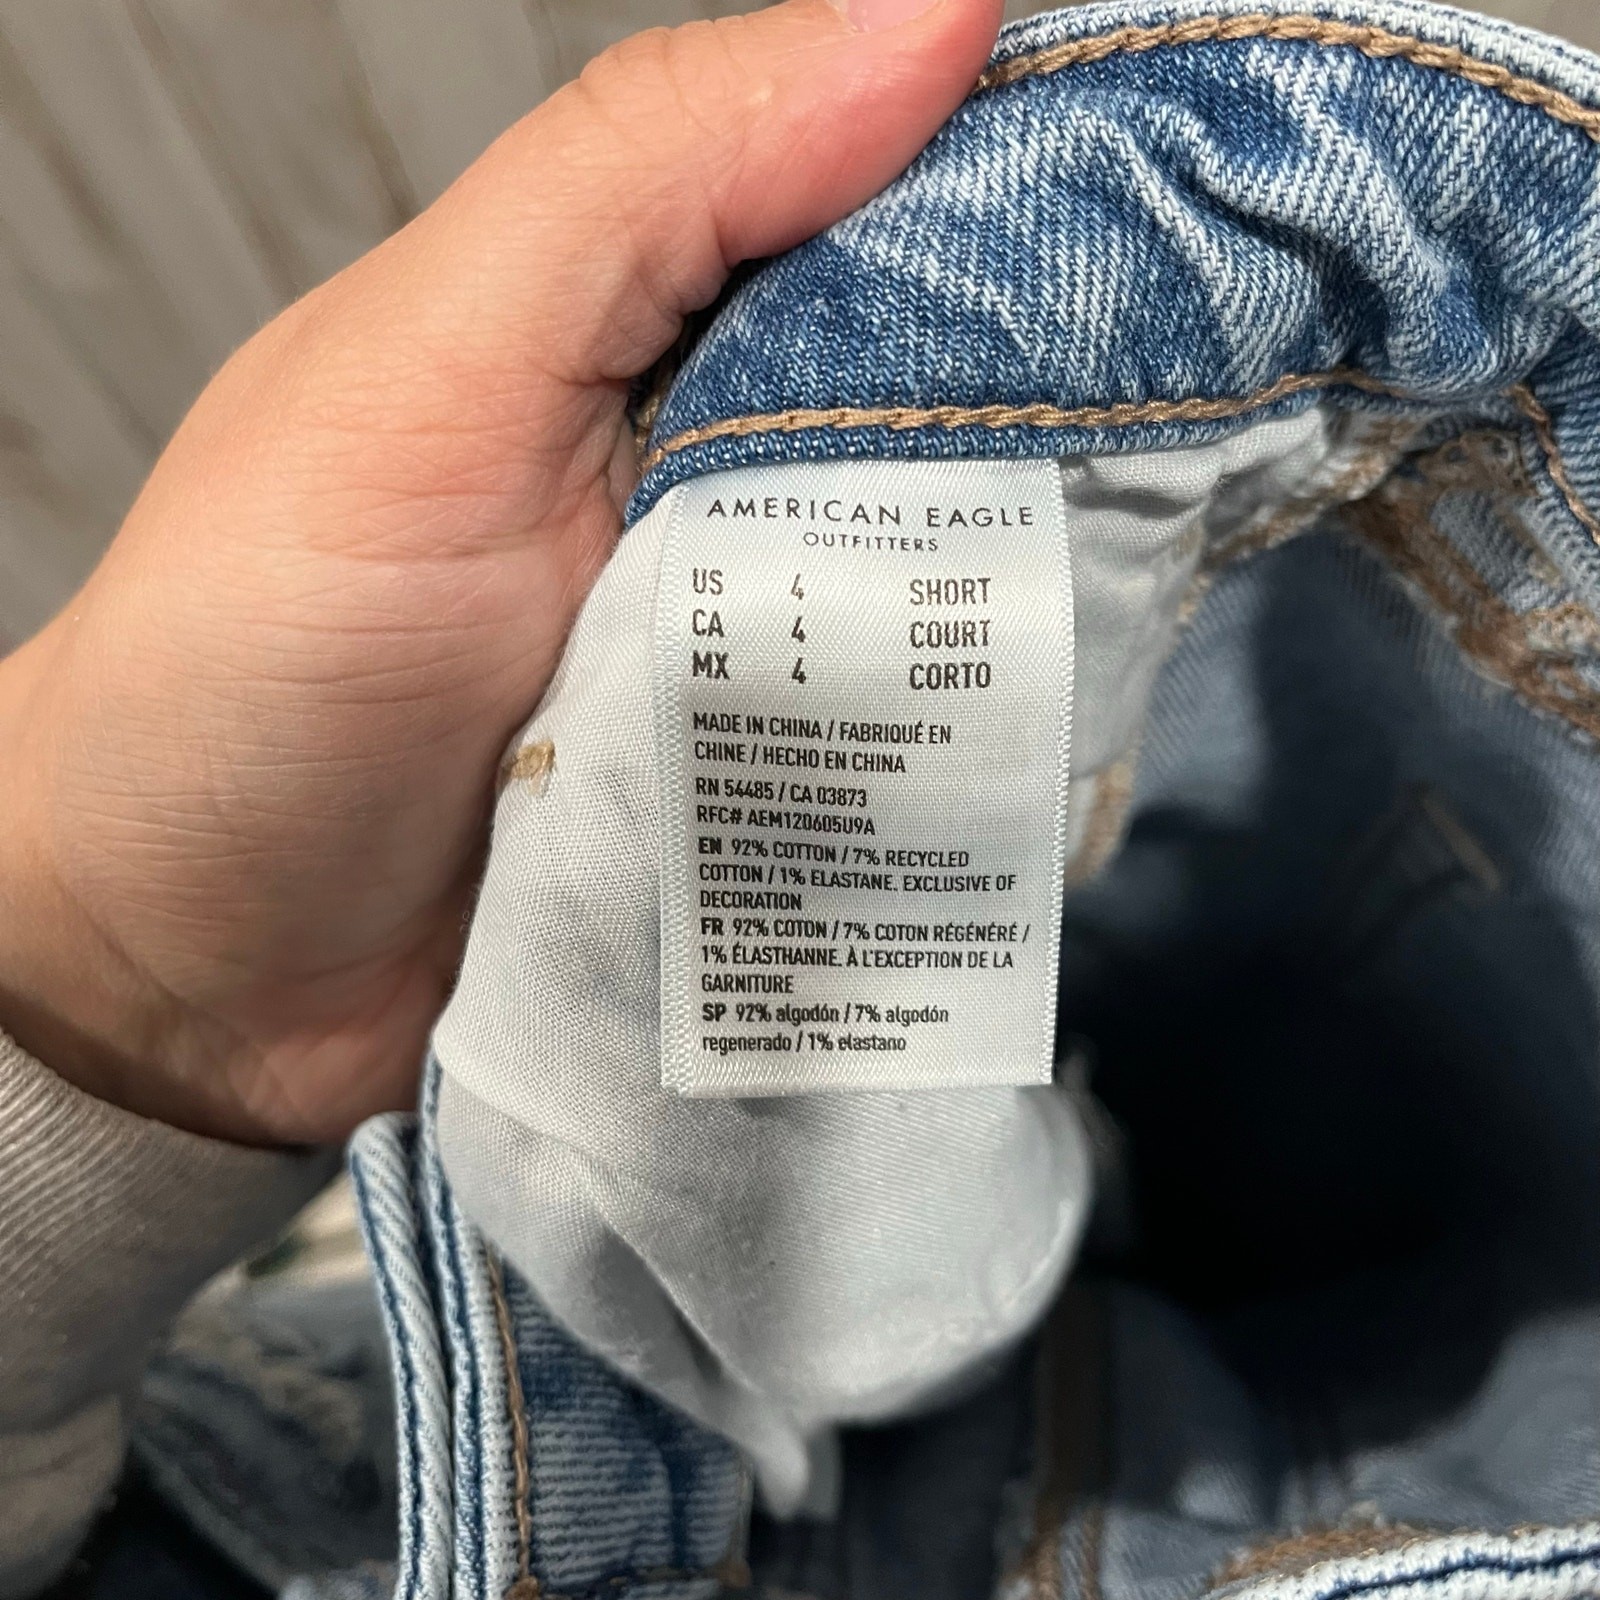 AMERICAN EAGLE
OUTFITTERS
US 4 SHORT
CA 4 COURT
MX 4 CORTO
MADE IN CHINA / FABRIQUÉ EN
CHINE / HECHO EN CHINA
RN 54485 / CA 03873
RFC# AEM120605U9A
EN 92% COTTON / 7% RECYCLED
COTTON / 1% ELASTANE. EXCLUSIVE OF
DECORATION
FR 92% COTON / 7% COTON RÉGÉNÉRÉ /
1% ÉLASTHANNE. À L'EXCEPTION DE LA
GARNITURE
SP 92% algodón / 7% algodón
regenerado / 1% elastano